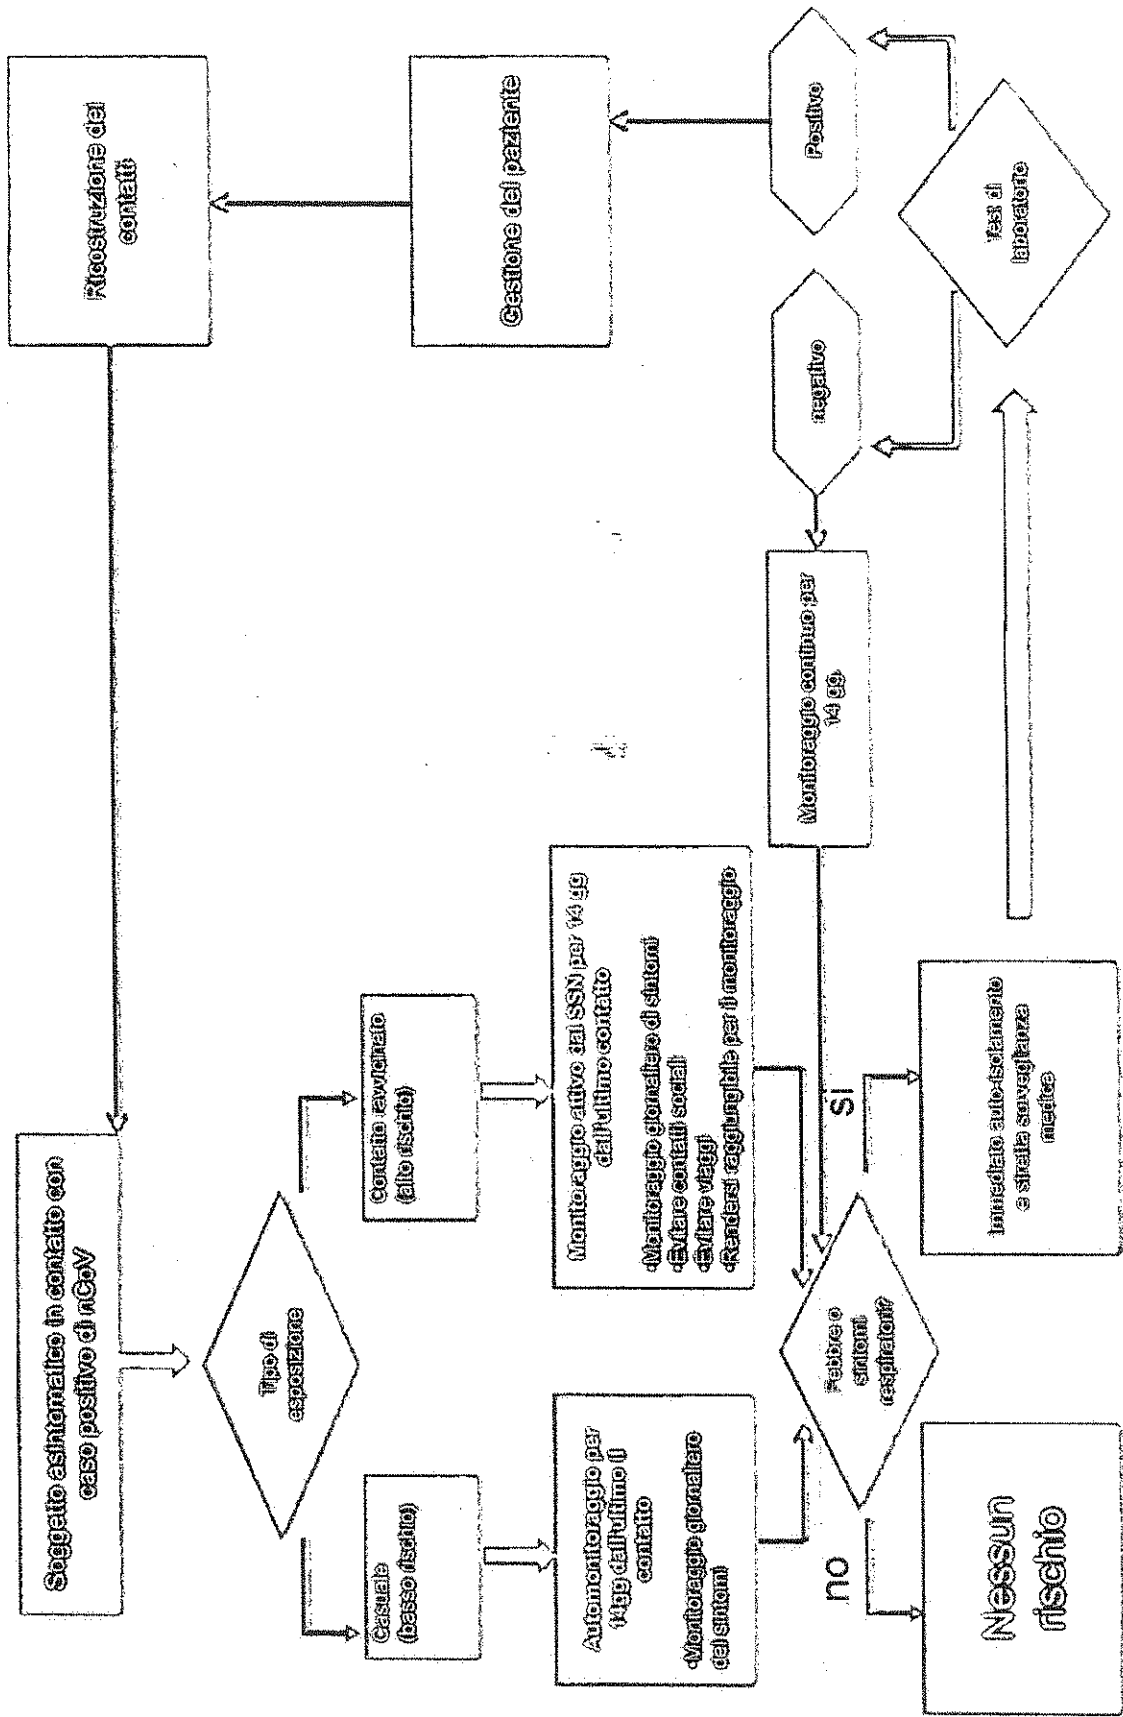 Soggetto asintomatico in contatto con
caso positivo di nCoV
Ricostruzione dei
contatti
Tipo di
esposizione
Casuale
(basso rischio)
Contatto ravvicinato
(alto rischio)
Gestione del paziente
Automonitoraggio per
14gg dall'ultimo il
contatto
•Monitoraggio giornaliero
dei sintomi
Monitoraggio attivo dal SSN per 14 gg
dall'ultimo contatto
•Monitoraggio giornaliero di sintomi
•Evitare contatti sociali
•Evitare viaggi
•Rendersi raggiungibile per il monitoraggio
Monitoraggio continuo per
14 gg.
negativo
Positivo
Febbre o
sintomi
respiratori?
no
SI
Nessun
rischio
Immediato auto-isolamento
e stretta sorveglianza
medica
Test di
laboratorio